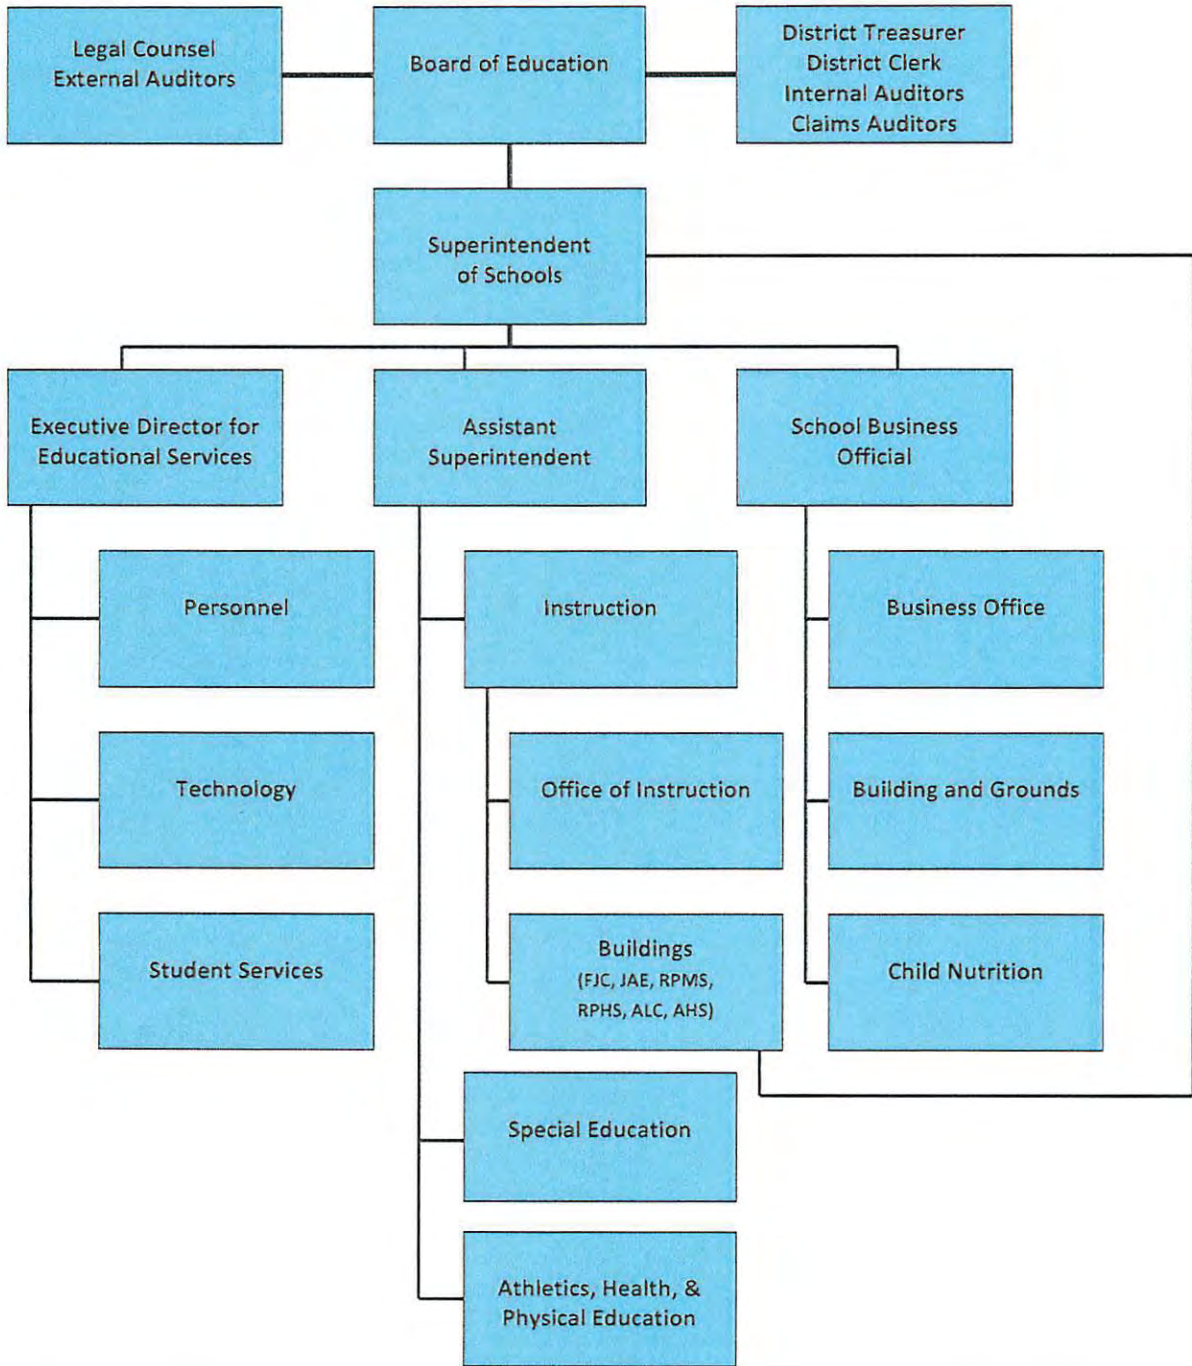 Legal Counsel
External Auditors
Board of Education
District Treasurer
District Clerk
Internal Auditors
Claims Auditors
Superintendent
of Schools
Executive Director for
Educational Services
Assistant
Superintendent
School Business
Official
Personnel
Instruction
Business Office
Technology
Office of Instruction
Building and Grounds
Student Services
Buildings
(FJC, JAE, RPMS,
RPHS, ALC, AHS)
Child Nutrition
Special Education
Athletics, Health, &
Physical Education